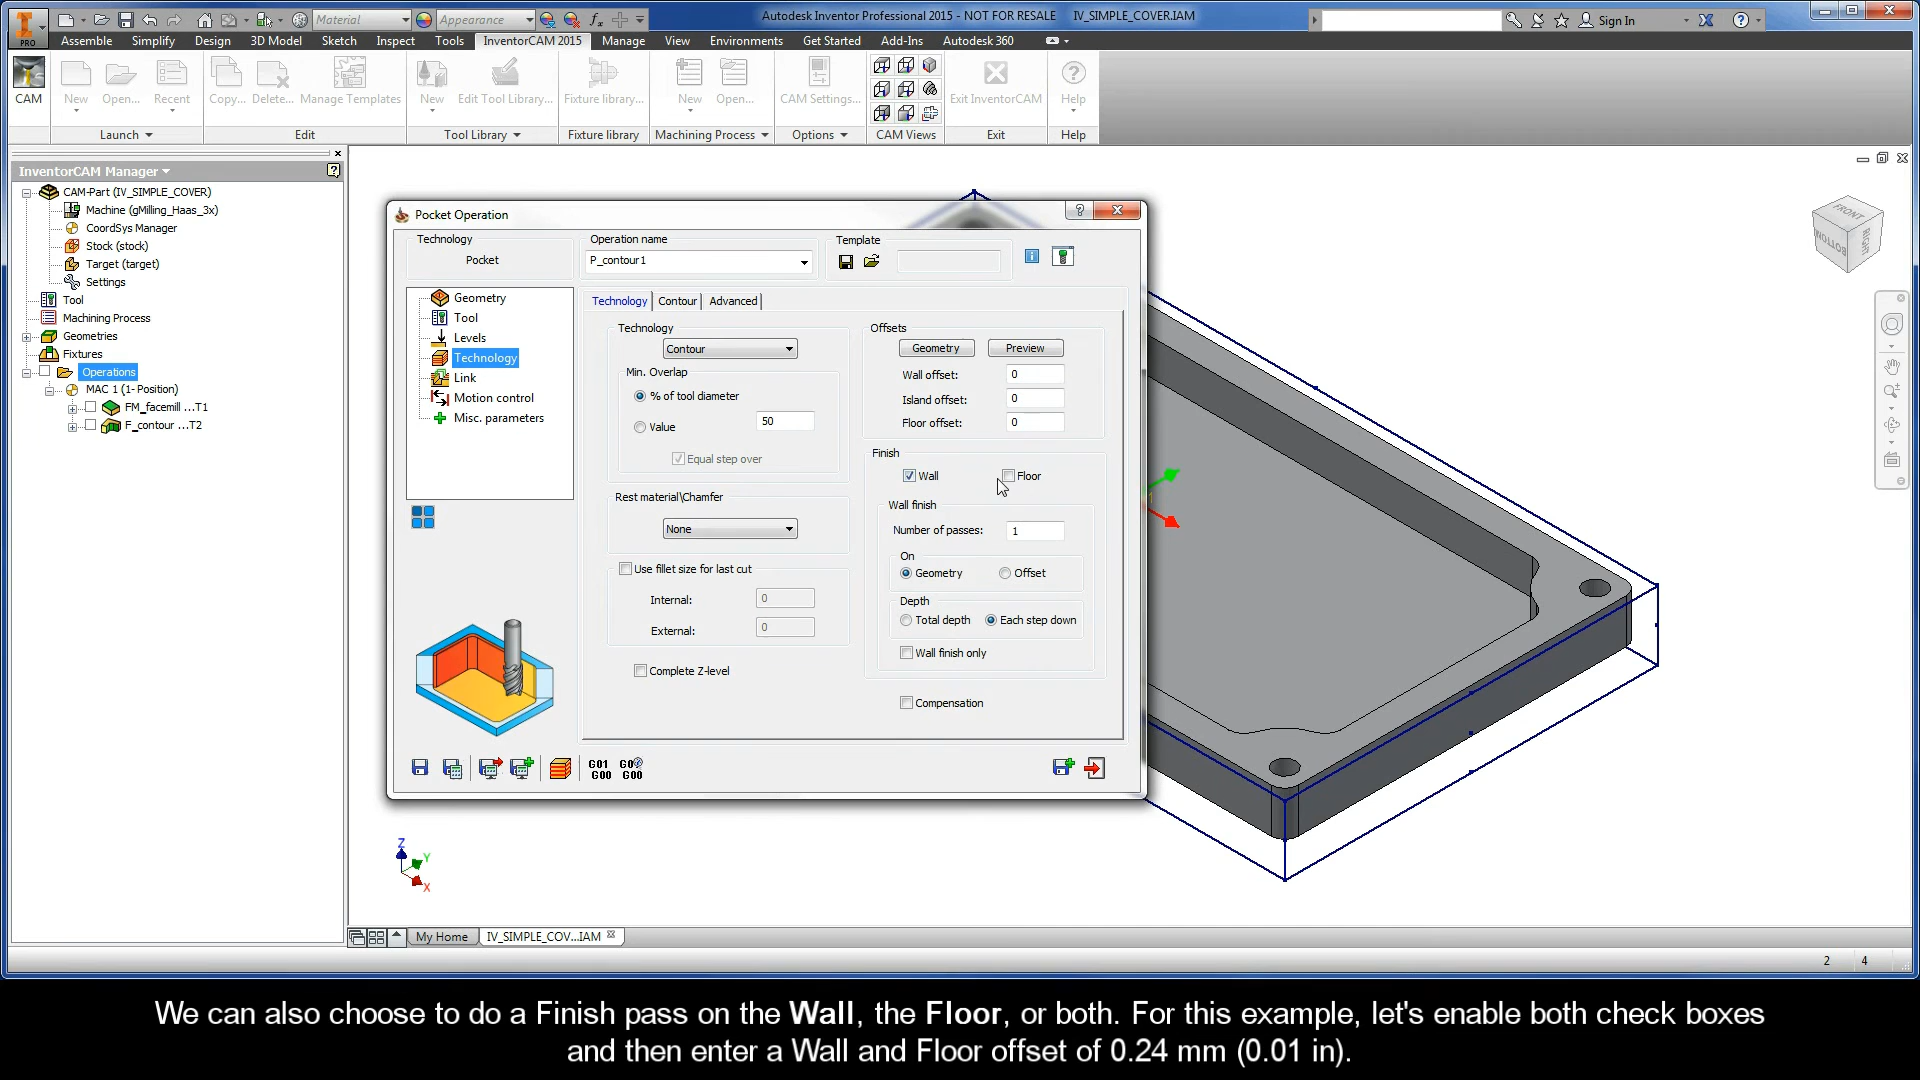 Material
Appearance
Autodesk Inventor Professional 2015 - NOT FOR RESALE IV_SIMPLE_COVER.IAM
Sign In
PRO
Assemble Simplify Design 3D Model Sketch Inspect Tools InventorCAM 2015 Manage View Environments Get Started Add-Ins Autodesk 360
CAM New Open... Recent Copy... Delete... Manage Templates New Edit Tool Library... Fixture library... New Open... CAM Settings... Exit InventorCAM Help
Launch Edit Tool Library Fixture library Machining Process Options CAM Views Exit Help
InventorCAM Manager
CAM-Part (IV_SIMPLE_COVER)
Machine (gMilling_Haas_3x)
CoordSys Manager
Stock (stock)
Target (target)
Settings
Tool
Machining Process
Geometries
Fixtures
Operations
MAC 1 (1- Position)
FM_facemill ...T1
F_contour ...T2
Pocket Operation
Technology
Pocket
Operation name
P_contour1
Template
Geometry
Tool
Levels
Technology
Link
Motion control
Misc. parameters
Technology Contour Advanced
Technology
Contour
Min. Overlap
% of tool diameter
Value
50
Equal step over
Rest material\Chamfer
None
Use fillet size for last cut
Internal: 0
External: 0
Complete Z-level
Offsets
Geometry Preview
Wall offset: 0
Island offset: 0
Floor offset: 0
Finish
Wall Floor
Wall finish
Number of passes: 1
On
Geometry Offset
Depth
Total depth Each step down
Wall finish only
Compensation
G01 G00
G00 G00
FRONT
RIGHT
BOTTOM
Z
Y
X
My Home IV_SIMPLE_COV...IAM
2 4
We can also choose to do a Finish pass on the Wall, the Floor, or both. For this example, let's enable both check boxes
and then enter a Wall and Floor offset of 0.24 mm (0.01 in).